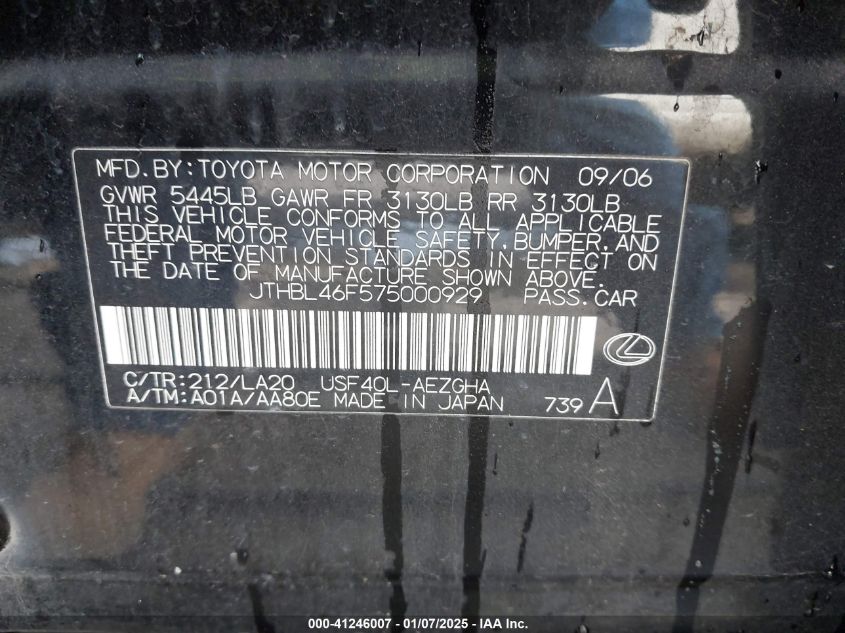 MFD.BY:TOYOTA MOTOR CORPORATION 09/06
GVWR 5445LB GAWR FR 3130LB RR 3130LB
THIS VEHICLE CONFORMS TO ALL APPLICABLE
FEDERAL MOTOR VEHICLE SAFETY,BUMPER,AND
THEFT PREVENTION STANDARDS IN EFFECT ON
THE DATE OF MANUFACTURE SHOWN ABOVE.
JTHBL46F575000929 PASS.CAR
C/TR:212/LA20 USF40L-AEZGHA
A/TM:A01A/AA80E MADE IN JAPAN 739A
000-41246007 - 01/07/2025 - IAA Inc.